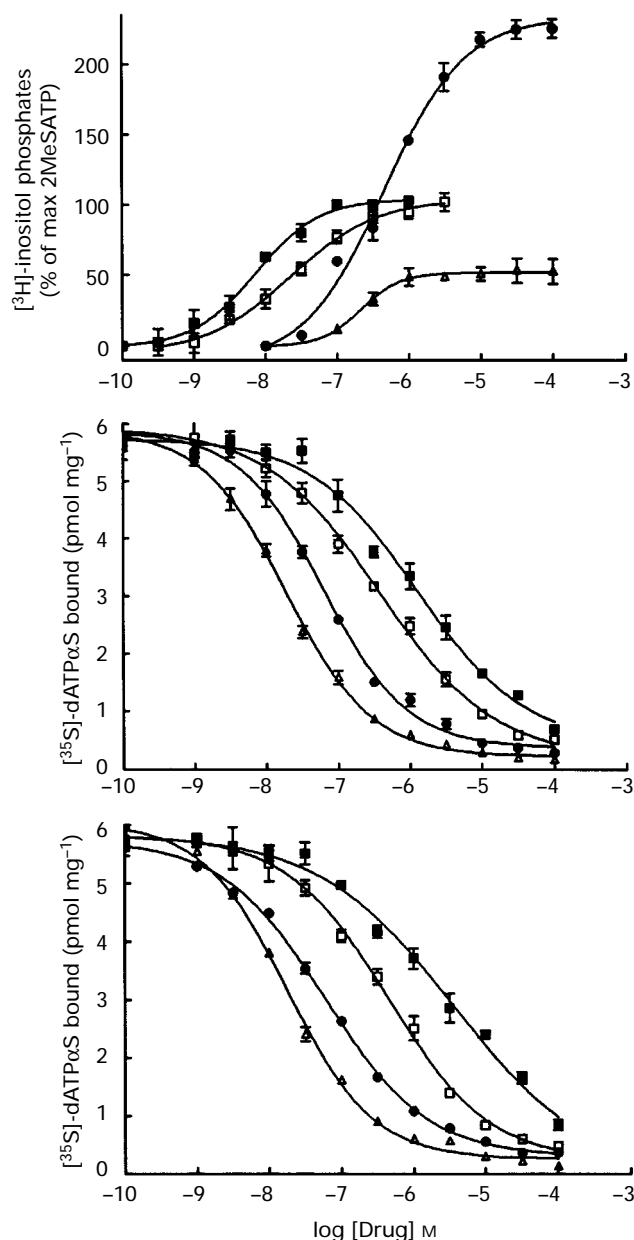 [³H]-inositol phosphates
(% of max 2MeSATP)
200
150
100
50
0
−10 −9 −8 −7 −6 −5 −4 −3
[³⁵S]-dATPαS bound (pmol mg⁻¹)
6
5
4
3
2
1
0
−10 −9 −8 −7 −6 −5 −4 −3
[³⁵S]-dATPαS bound (pmol mg⁻¹)
6
5
4
3
2
1
0
−10 −9 −8 −7 −6 −5 −4 −3
log [Drug] M